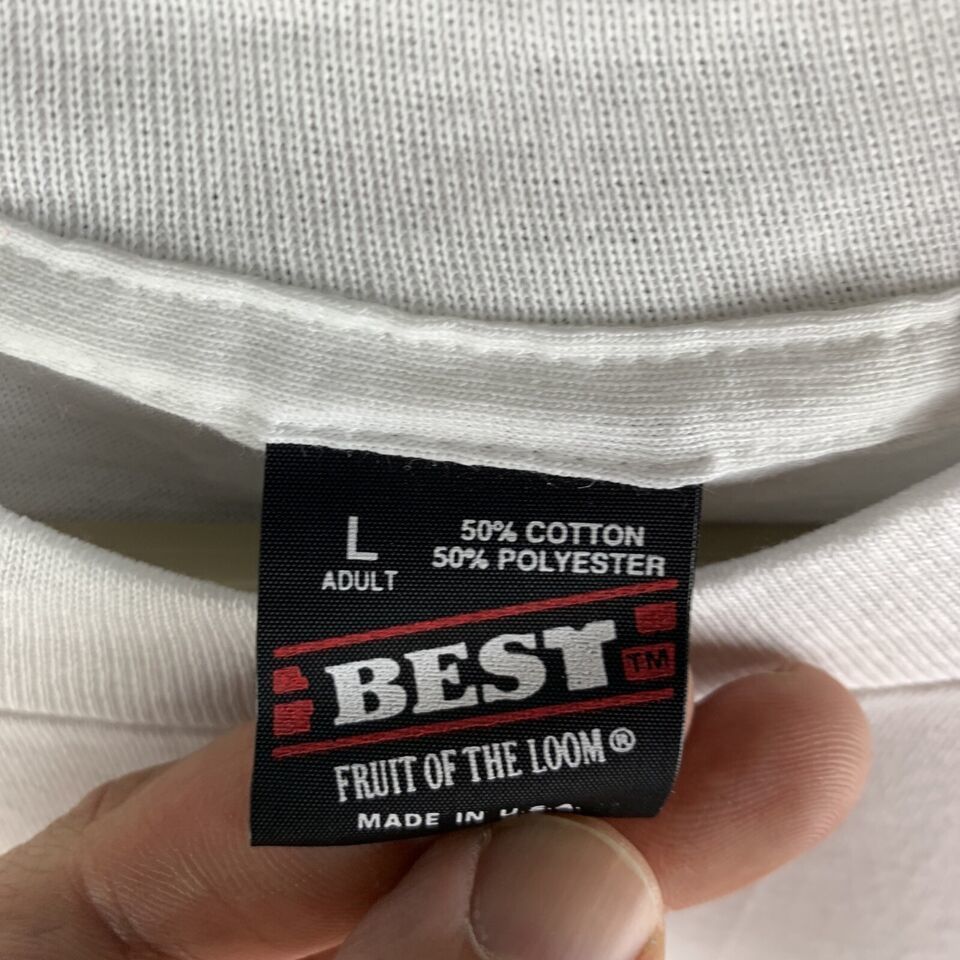 L
ADULT
50% COTTON
50% POLYESTER
BEST TM
FRUIT OF THE LOOM®
MADE IN U.S.A.